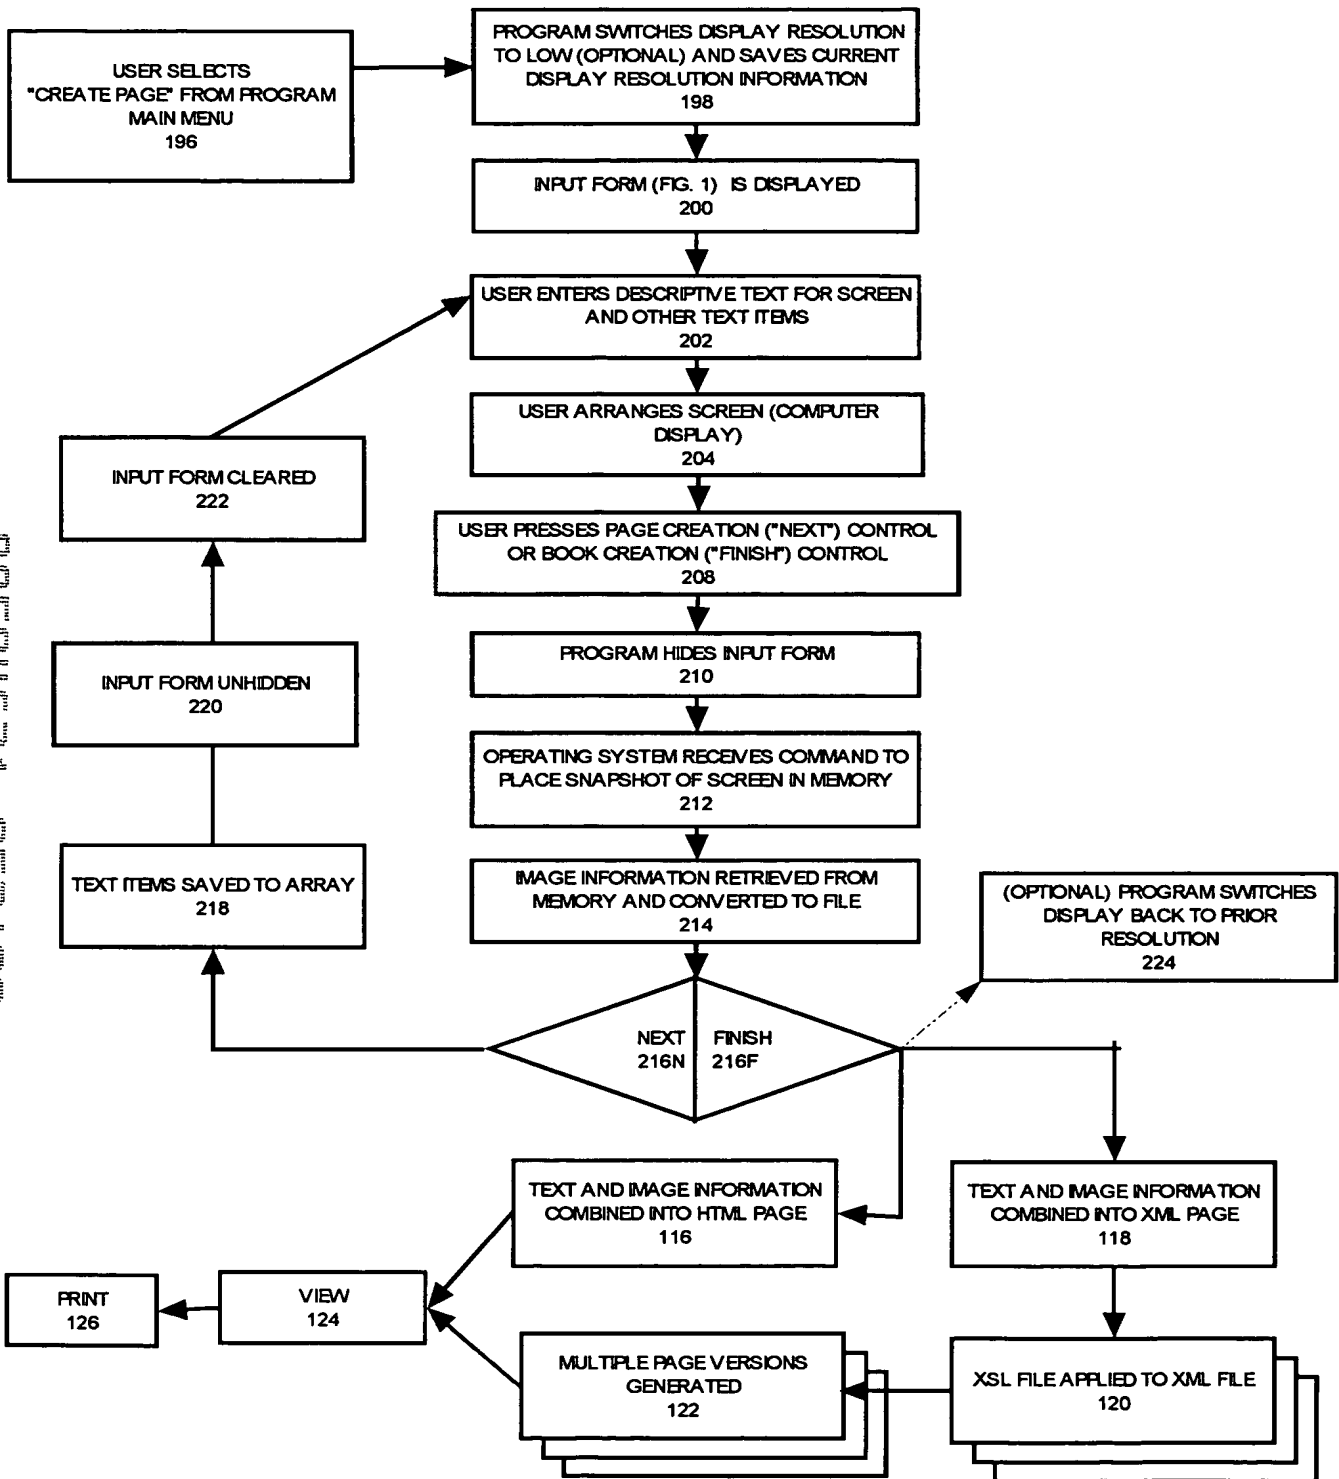 USER SELECTS
"CREATE PAGE" FROM PROGRAM
MAIN MENU
196
PROGRAM SWITCHES DISPLAY RESOLUTION
TO LOW (OPTIONAL) AND SAVES CURRENT
DISPLAY RESOLUTION INFORMATION
198
INPUT FORM (FIG. 1) IS DISPLAYED
200
USER ENTERS DESCRIPTIVE TEXT FOR SCREEN
AND OTHER TEXT ITEMS
202
USER ARRANGES SCREEN (COMPUTER
DISPLAY)
204
USER PRESSES PAGE CREATION ("NEXT") CONTROL
OR BOOK CREATION ("FINISH") CONTROL
208
PROGRAM HIDES INPUT FORM
210
OPERATING SYSTEM RECEIVES COMMAND TO
PLACE SNAPSHOT OF SCREEN IN MEMORY
212
IMAGE INFORMATION RETRIEVED FROM
MEMORY AND CONVERTED TO FILE
214
NEXT
216N
FINISH
216F
TEXT ITEMS SAVED TO ARRAY
218
INPUT FORM UNHIDDEN
220
INPUT FORM CLEARED
222
(OPTIONAL) PROGRAM SWITCHES
DISPLAY BACK TO PRIOR
RESOLUTION
224
TEXT AND IMAGE INFORMATION
COMBINED INTO HTML PAGE
116
TEXT AND IMAGE INFORMATION
COMBINED INTO XML PAGE
118
XSL FILE APPLIED TO XML FILE
120
MULTIPLE PAGE VERSIONS
GENERATED
122
VIEW
124
PRINT
126